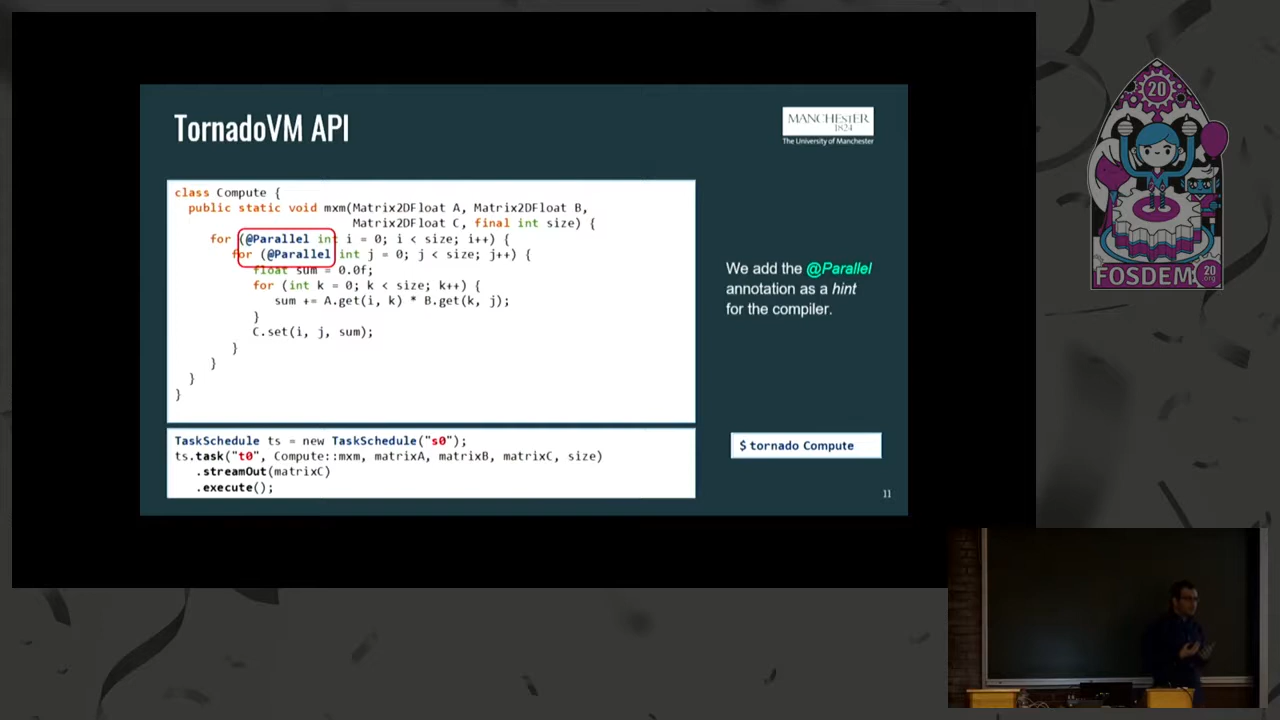 TornadoVM API
MANCHESTER
1824
The University of Manchester
class Compute {
public static void mxm(Matrix2DFloat A, Matrix2DFloat B,
Matrix2DFloat C, final int size) {
for (@Parallel int i = 0; i < size; i++) {
for (@Parallel int j = 0; j < size; j++) {
float sum = 0.0f;
for (int k = 0; k < size; k++) {
sum += A.get(i, k) * B.get(k, j);
}
C.set(i, j, sum);
}
}
}
}
We add the @Parallel
annotation as a hint
for the compiler.
TaskSchedule ts = new TaskSchedule("s0");
ts.task("t0", Compute::mxm, matrixA, matrixB, matrixC, size)
.streamOut(matrixC)
.execute();
$ tornado Compute
11
20
FOSDEM
20
.org